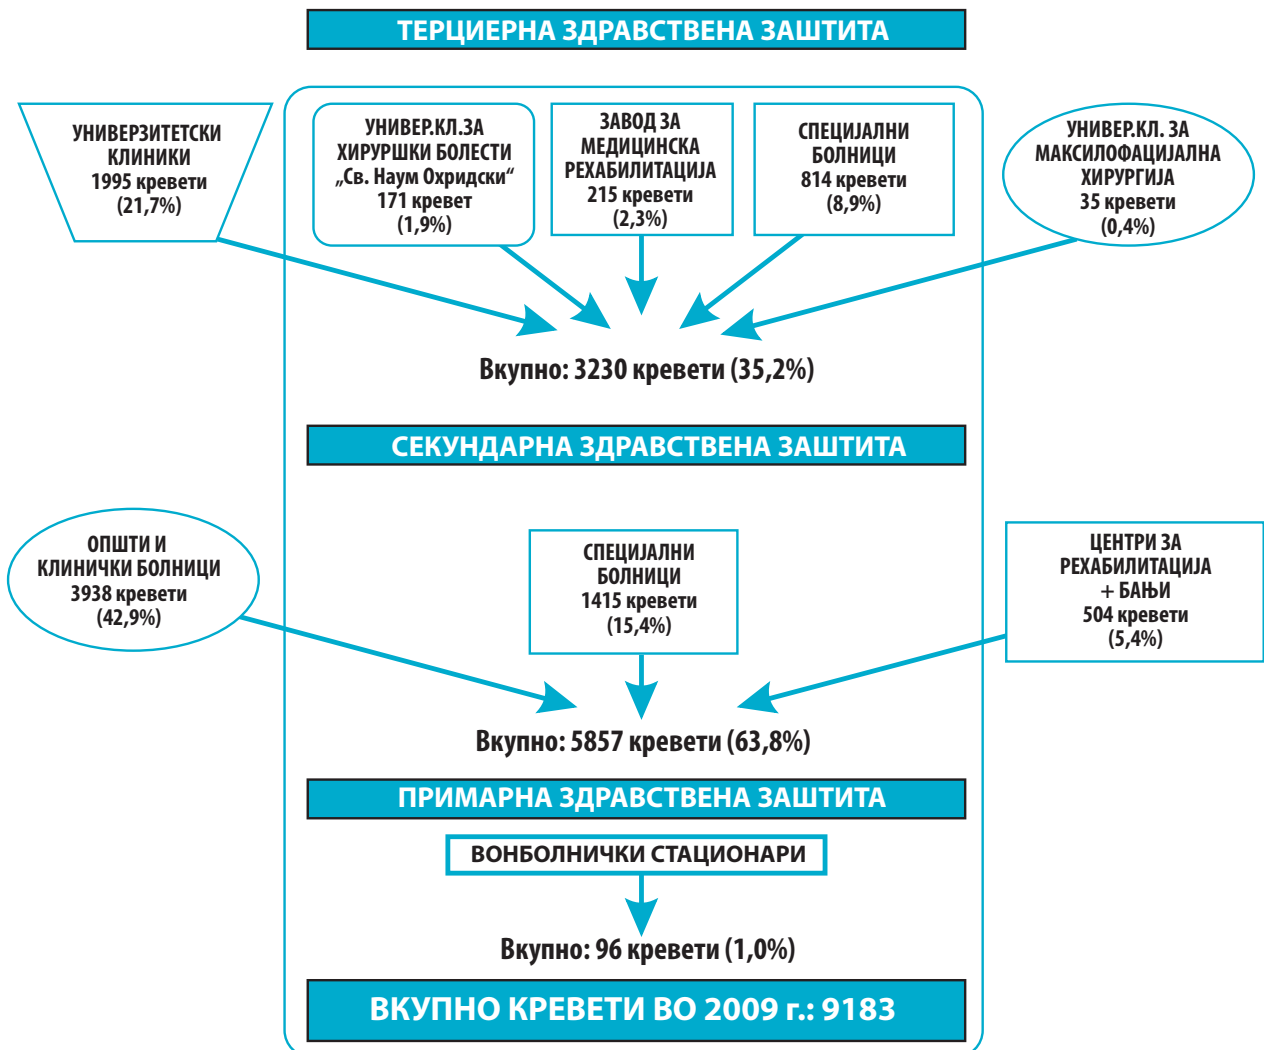 ТЕРЦИЕРНА ЗДРАВСТВЕНА ЗАШТИТА
УНИВЕРЗИТЕТСКИ
КЛИНИКИ
1995 кревети
(21,7%)
УНИВЕР.КЛ.ЗА
ХИРУРШКИ БОЛЕСТИ
„Св. Наум Охридски“
171 кревет
(1,9%)
ЗАВОД ЗА
МЕДИЦИНСКА
РЕХАБИЛИТАЦИЈА
215 кревети
(2,3%)
СПЕЦИЈАЛНИ
БОЛНИЦИ
814 кревети
(8,9%)
УНИВЕР.КЛ. ЗА
МАКСИЛОФАЦИЈАЛНА
ХИРУРГИЈА
35 кревети
(0,4%)
Вкупно: 3230 кревети (35,2%)
СЕКУНДАРНА ЗДРАВСТВЕНА ЗАШТИТА
ОПШТИ И
КЛИНИЧКИ БОЛНИЦИ
3938 кревети
(42,9%)
СПЕЦИЈАЛНИ
БОЛНИЦИ
1415 кревети
(15,4%)
ЦЕНТРИ ЗА
РЕХАБИЛИТАЦИЈА
+ БАЊИ
504 кревети
(5,4%)
Вкупно: 5857 кревети (63,8%)
ПРИМАРНА ЗДРАВСТВЕНА ЗАШТИТА
ВОНБОЛНИЧКИ СТАЦИОНАРИ
Вкупно: 96 кревети (1,0%)
ВКУПНО КРЕВЕТИ ВО 2009 г.: 9183